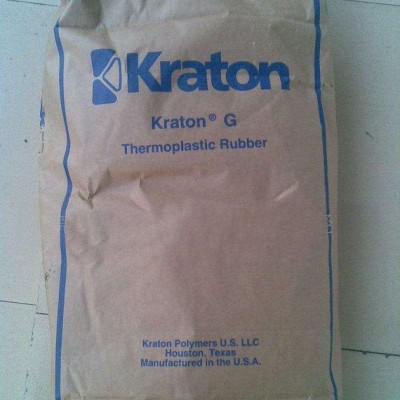 Kraton
Kraton® G
Thermoplastic Rubber
Kraton Polymers U.S. LLC
Houston, Texas
Manufactured in the U.S.A.